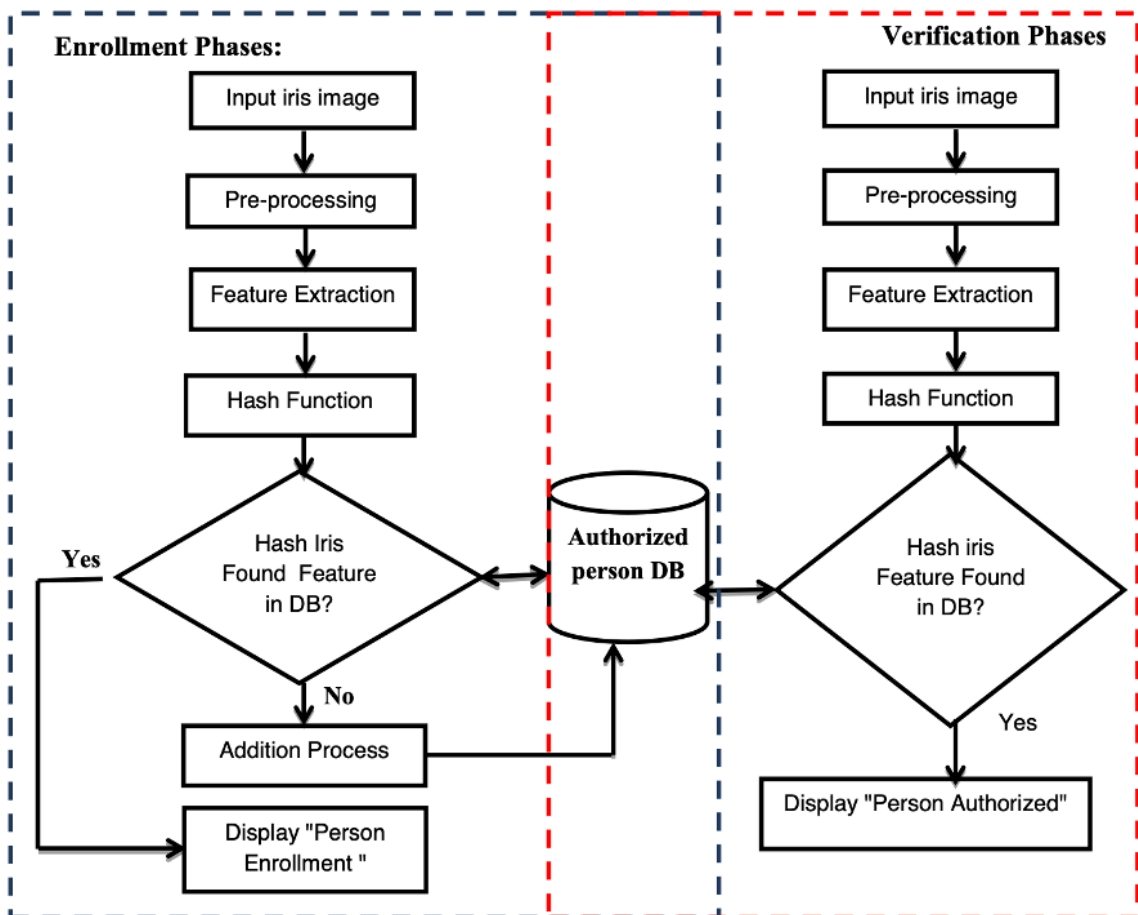 Enrollment Phases:
Input iris image
Pre-processing
Feature Extraction
Hash Function
Hash Iris
Found Feature
in DB?
Yes
No
Addition Process
Display "Person
Enrollment "
Authorized
person DB
Verification Phases
Input iris image
Pre-processing
Feature Extraction
Hash Function
Hash iris
Feature Found
in DB?
Yes
Display "Person Authorized"